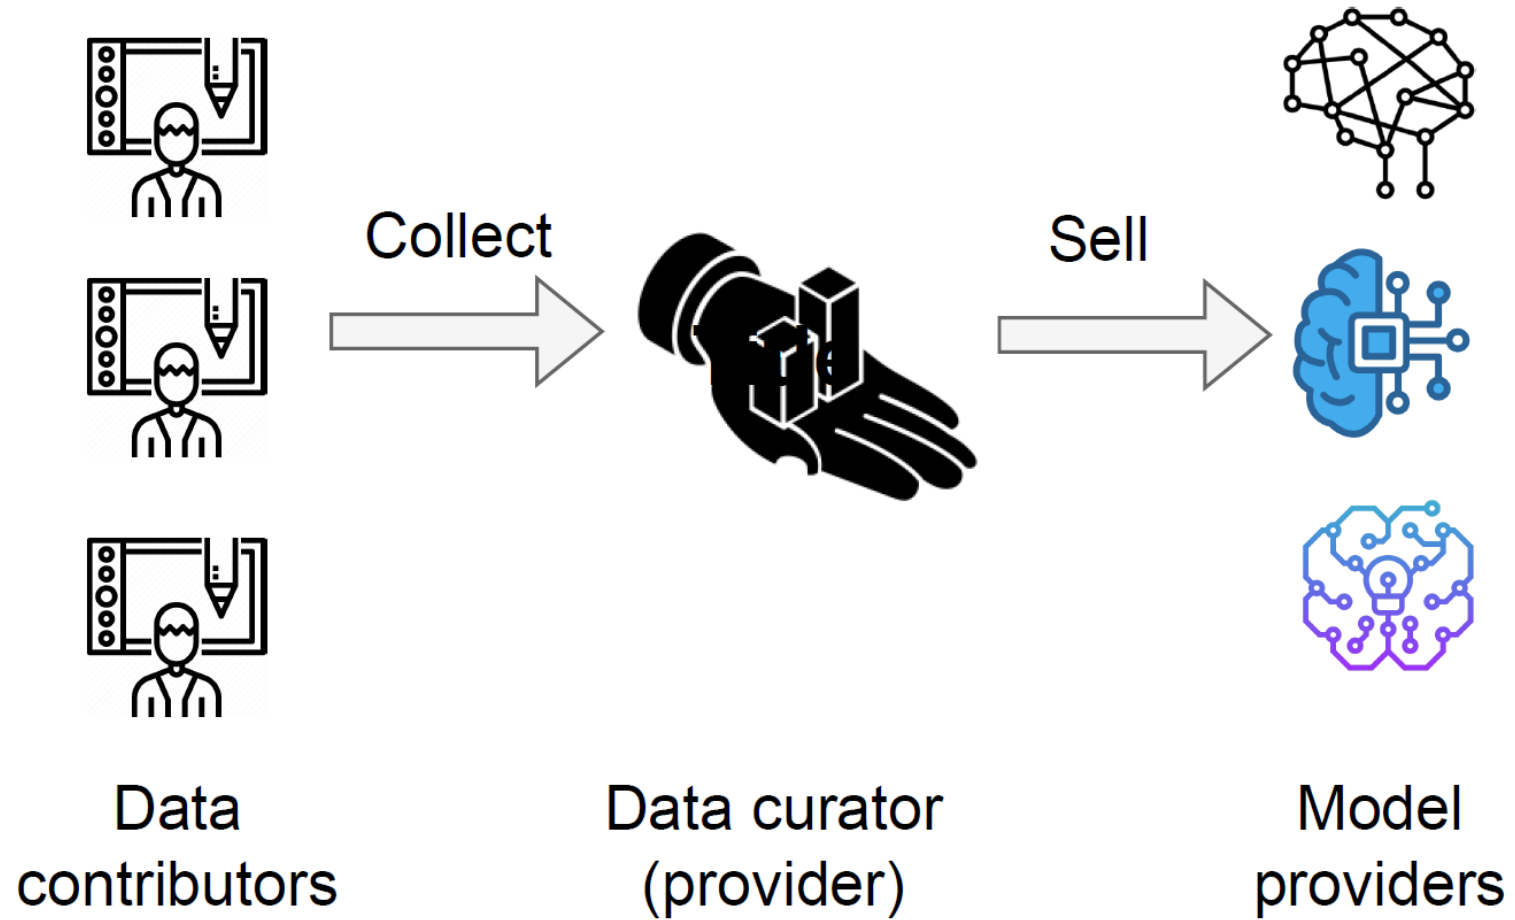 Collect
Sell
Data
contributors
Data curator
(provider)
Model
providers